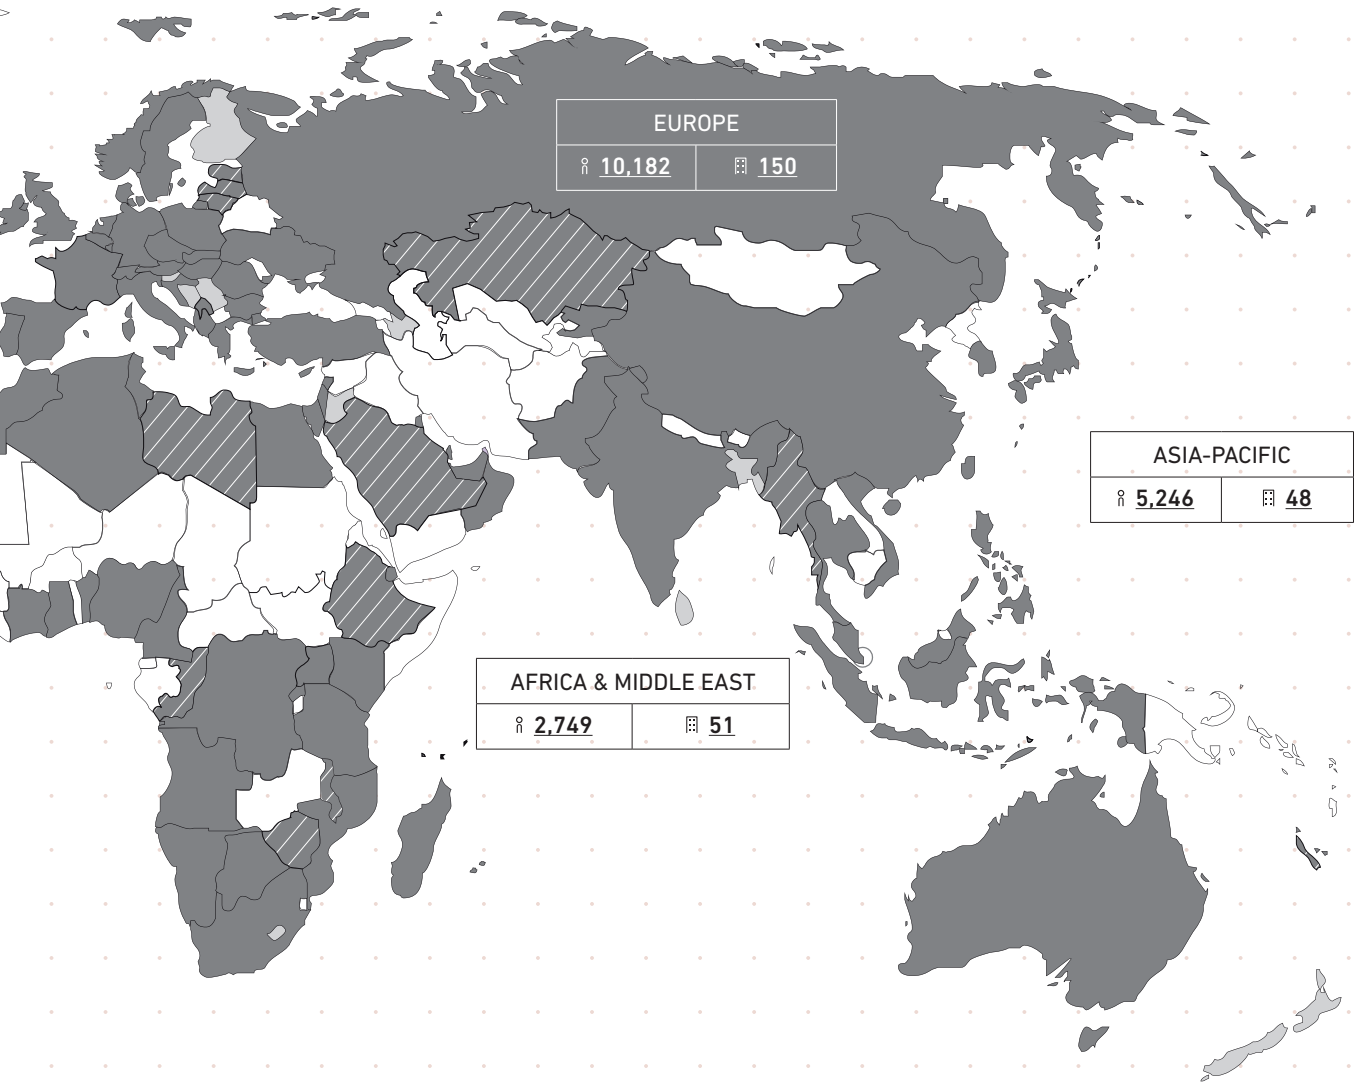 EUROPE
10,182 150
ASIA-PACIFIC
5,246 48
AFRICA & MIDDLE EAST
2,749 51